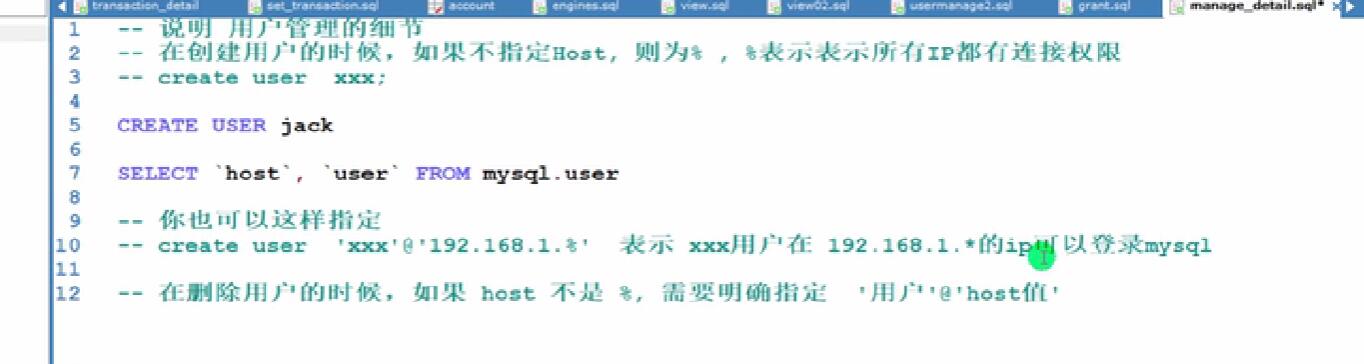 transaction_detail set_transaction.sql account engines.sql view.sql view02.sql usermanage2.sql grant.sql manage_detail.sql*
1 -- 说明 用户管理的细节
2 -- 在创建用户的时候，如果不指定Host, 则为% , %表示表示所有IP都有连接权限
3 -- create user xxx;
4
5 CREATE USER jack
6
7 SELECT `host`, `user` FROM mysql.user
8
9 -- 你也可以这样指定
10 -- create user 'xxx'@'192.168.1.%' 表示 xxx用户在 192.168.1.*的ip可以登录mysql
11
12 -- 在删除用户的时候，如果 host 不是 %, 需要明确指定 '用户'@'host值'